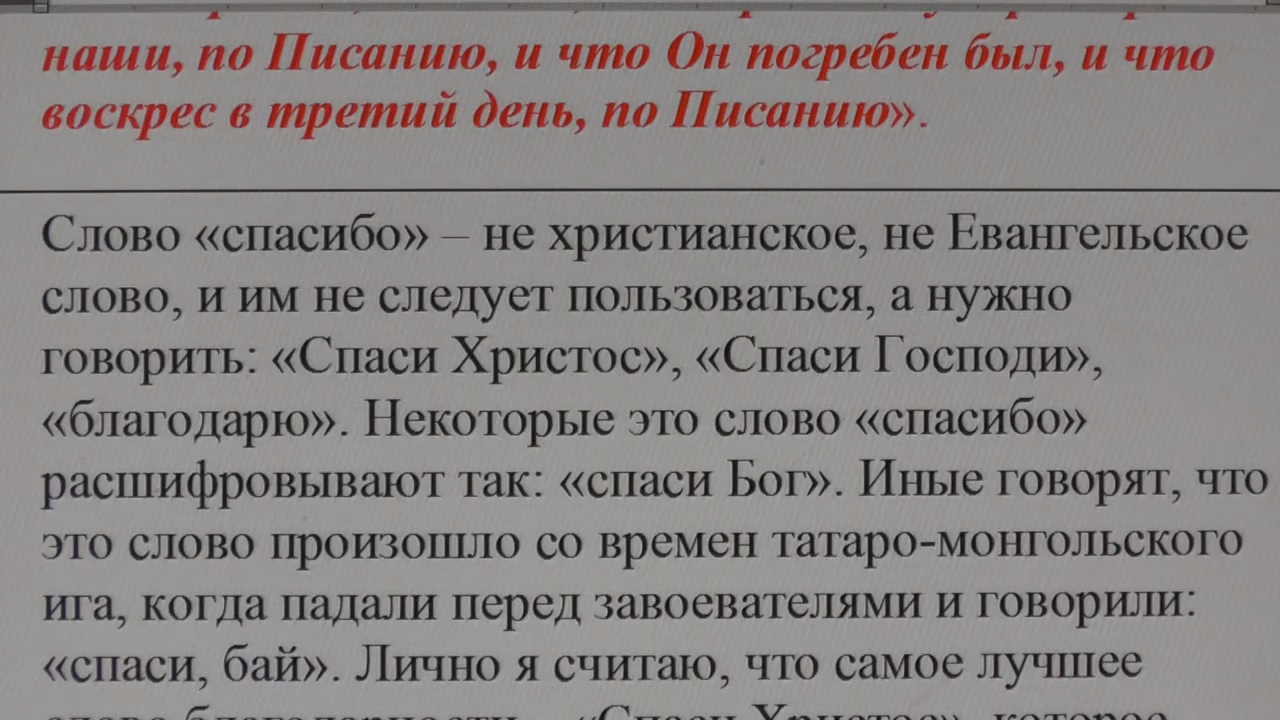 наши, по Писанию, и что Он погребен был, и что
воскрес в третий день, по Писанию».
Слово «спасибо» – не христианское, не Евангельское
слово, и им не следует пользоваться, а нужно
говорить: «Спаси Христос», «Спаси Господи»,
«благодарю». Некоторые это слово «спасибо»
расшифровывают так: «спаси Бог». Иные говорят, что
это слово произошло со времен татаро-монгольского
ига, когда падали перед завоевателями и говорили:
«спаси, бай». Лично я считаю, что самое лучшее
«Спаси Христос», которое